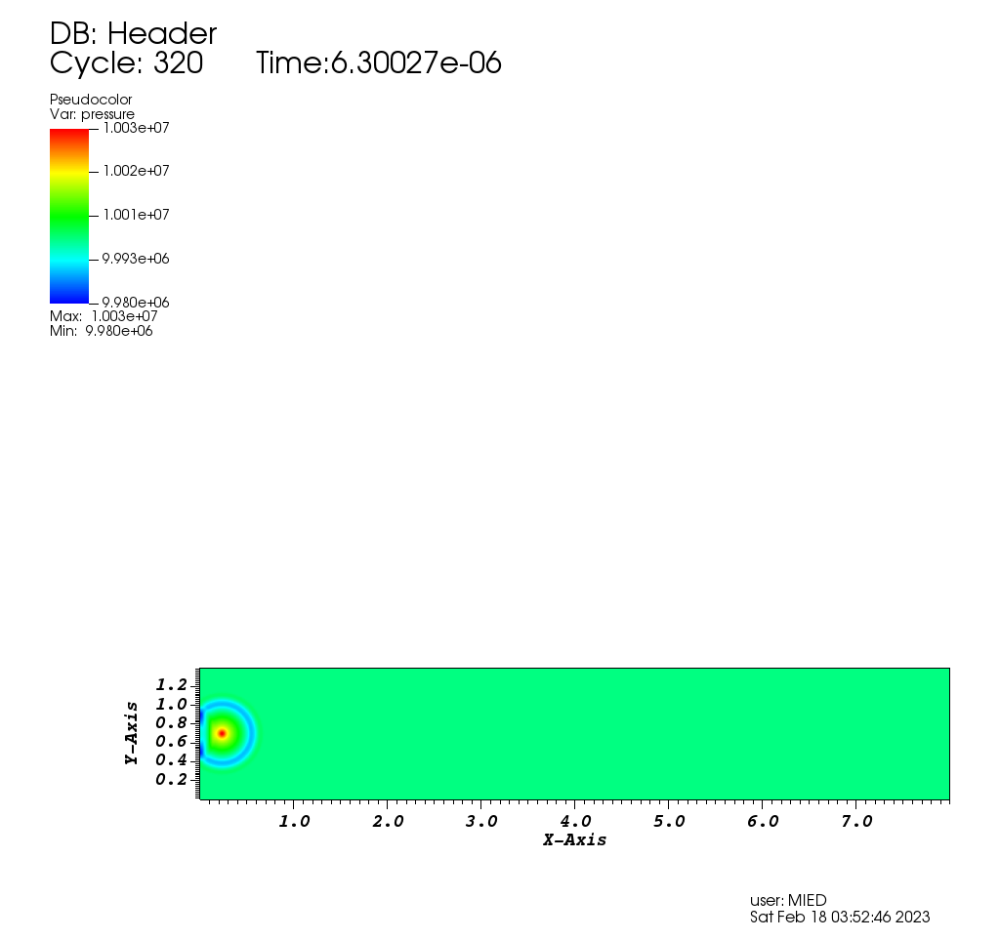 DB: Header
Cycle: 320 Time:6.30027e-06
Pseudocolor
Var: pressure
1.003e+07
1.002e+07
1.001e+07
9.993e+06
9.980e+06
Max: 1.003e+07
Min: 9.980e+06
1.2
1.0
0.8
0.6
0.4
0.2
Y-Axis
1.0 2.0 3.0 4.0 5.0 6.0 7.0
X-Axis
user: MIED
Sat Feb 18 03:52:46 2023